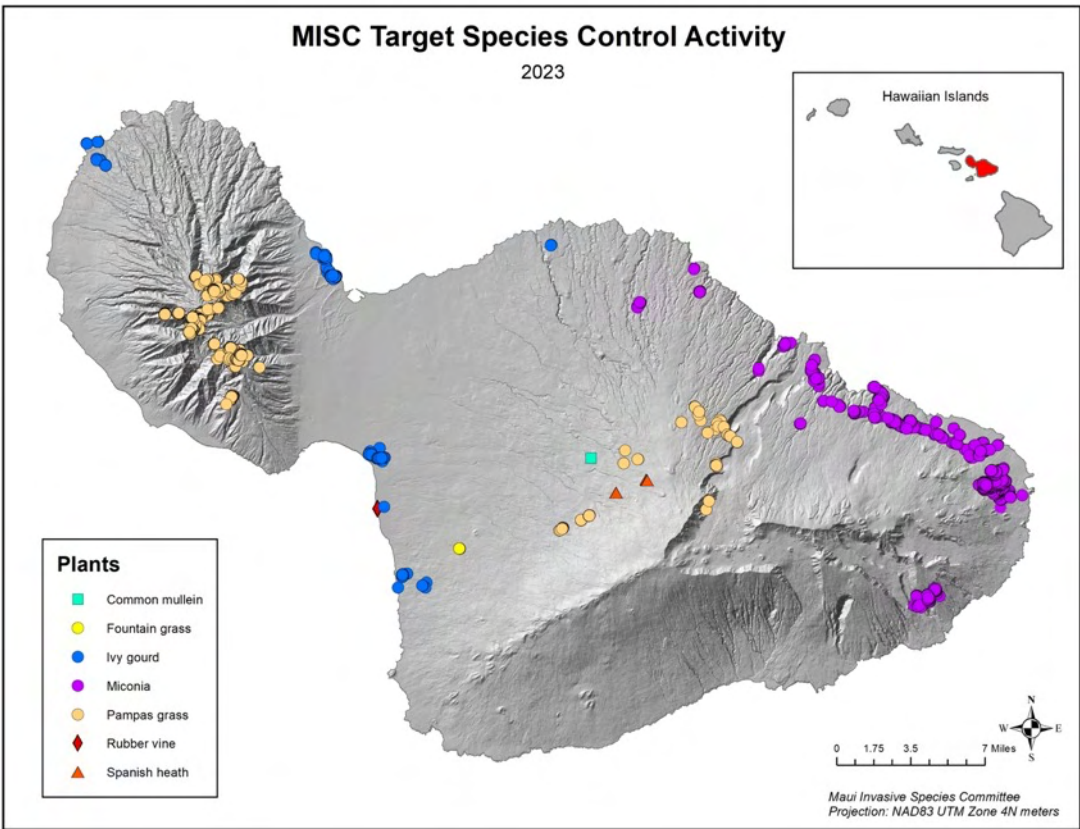 MISC Target Species Control Activity
2023
Hawaiian Islands
Plants
Common mullein
Fountain grass
Ivy gourd
Miconia
Pampas grass
Rubber vine
Spanish heath
N
W E
S
0 1.75 3.5 7 Miles
Maui Invasive Species Committee
Projection: NAD83 UTM Zone 4N meters